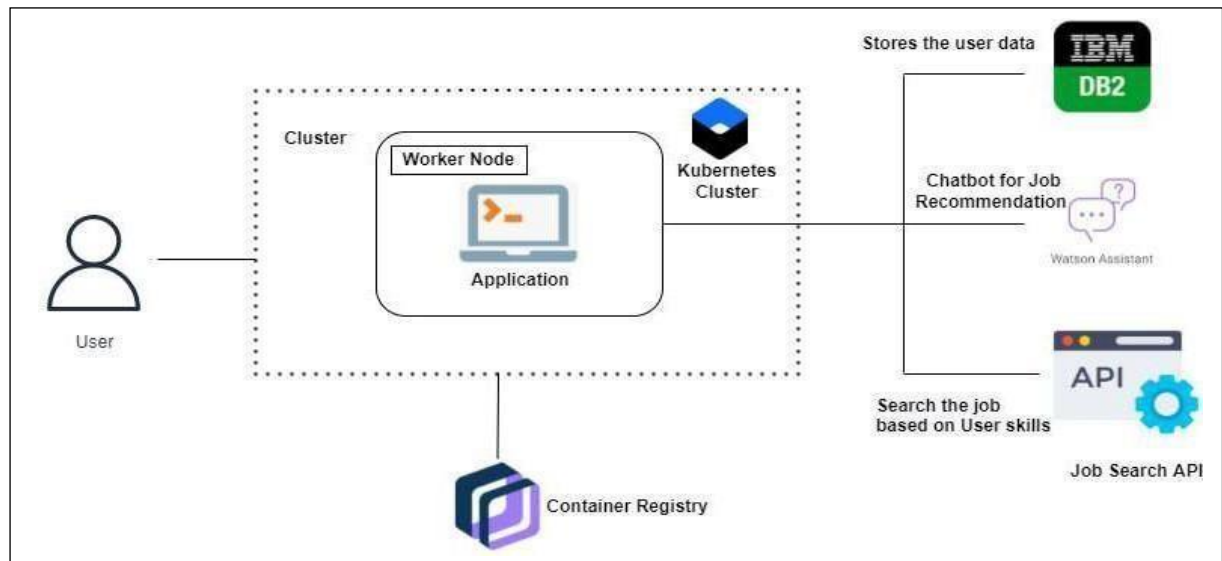 Stores the user data
IBM
DB2
Cluster
Worker Node
Kubernetes
Cluster
Application
Chatbot for Job
Recommendation
?
Watson Assistant
User
API
Search the job
based on User skills
Job Search API
Container Registry